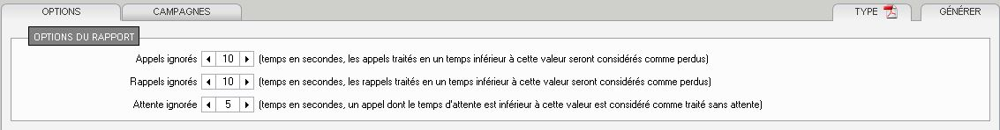 OPTIONS CAMPAGNES TYPE GÉNÉRER
OPTIONS DU RAPPORT
Appels ignorés 10 (temps en secondes, les appels traités en un temps inférieur à cette valeur seront considérés comme perdus)
Rappels ignorés 10 (temps en secondes, les rappels traités en un temps inférieur à cette valeur seront considérés comme perdus)
Attente ignorée 5 (temps en secondes, un appel dont le temps d'attente est inférieur à cette valeur est considéré comme traité sans attente)